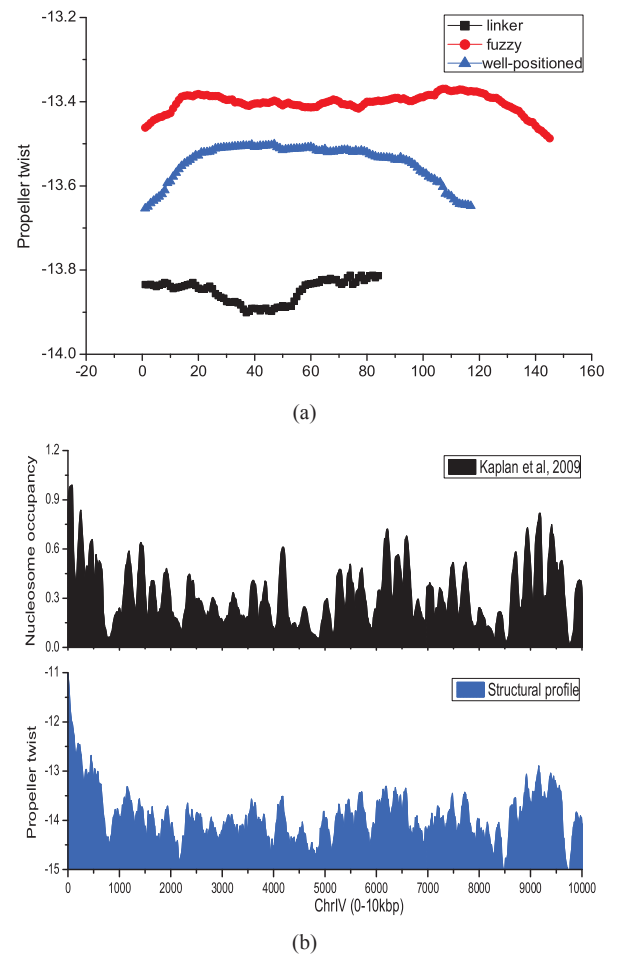 -13.2
-13.4
-13.6
-13.8
-14.0
Propeller twist
linker
fuzzy
well-positioned
-20 0 20 40 60 80 100 120 140 160
(a)
1.2
0.9
0.6
0.3
0.0
Nucleosome occupancy
Kaplan et al, 2009
-11
-12
-13
-14
-15
Propeller twist
Structural profile
0 1000 2000 3000 4000 5000 6000 7000 8000 9000 10000
ChrIV (0-10kbp)
(b)